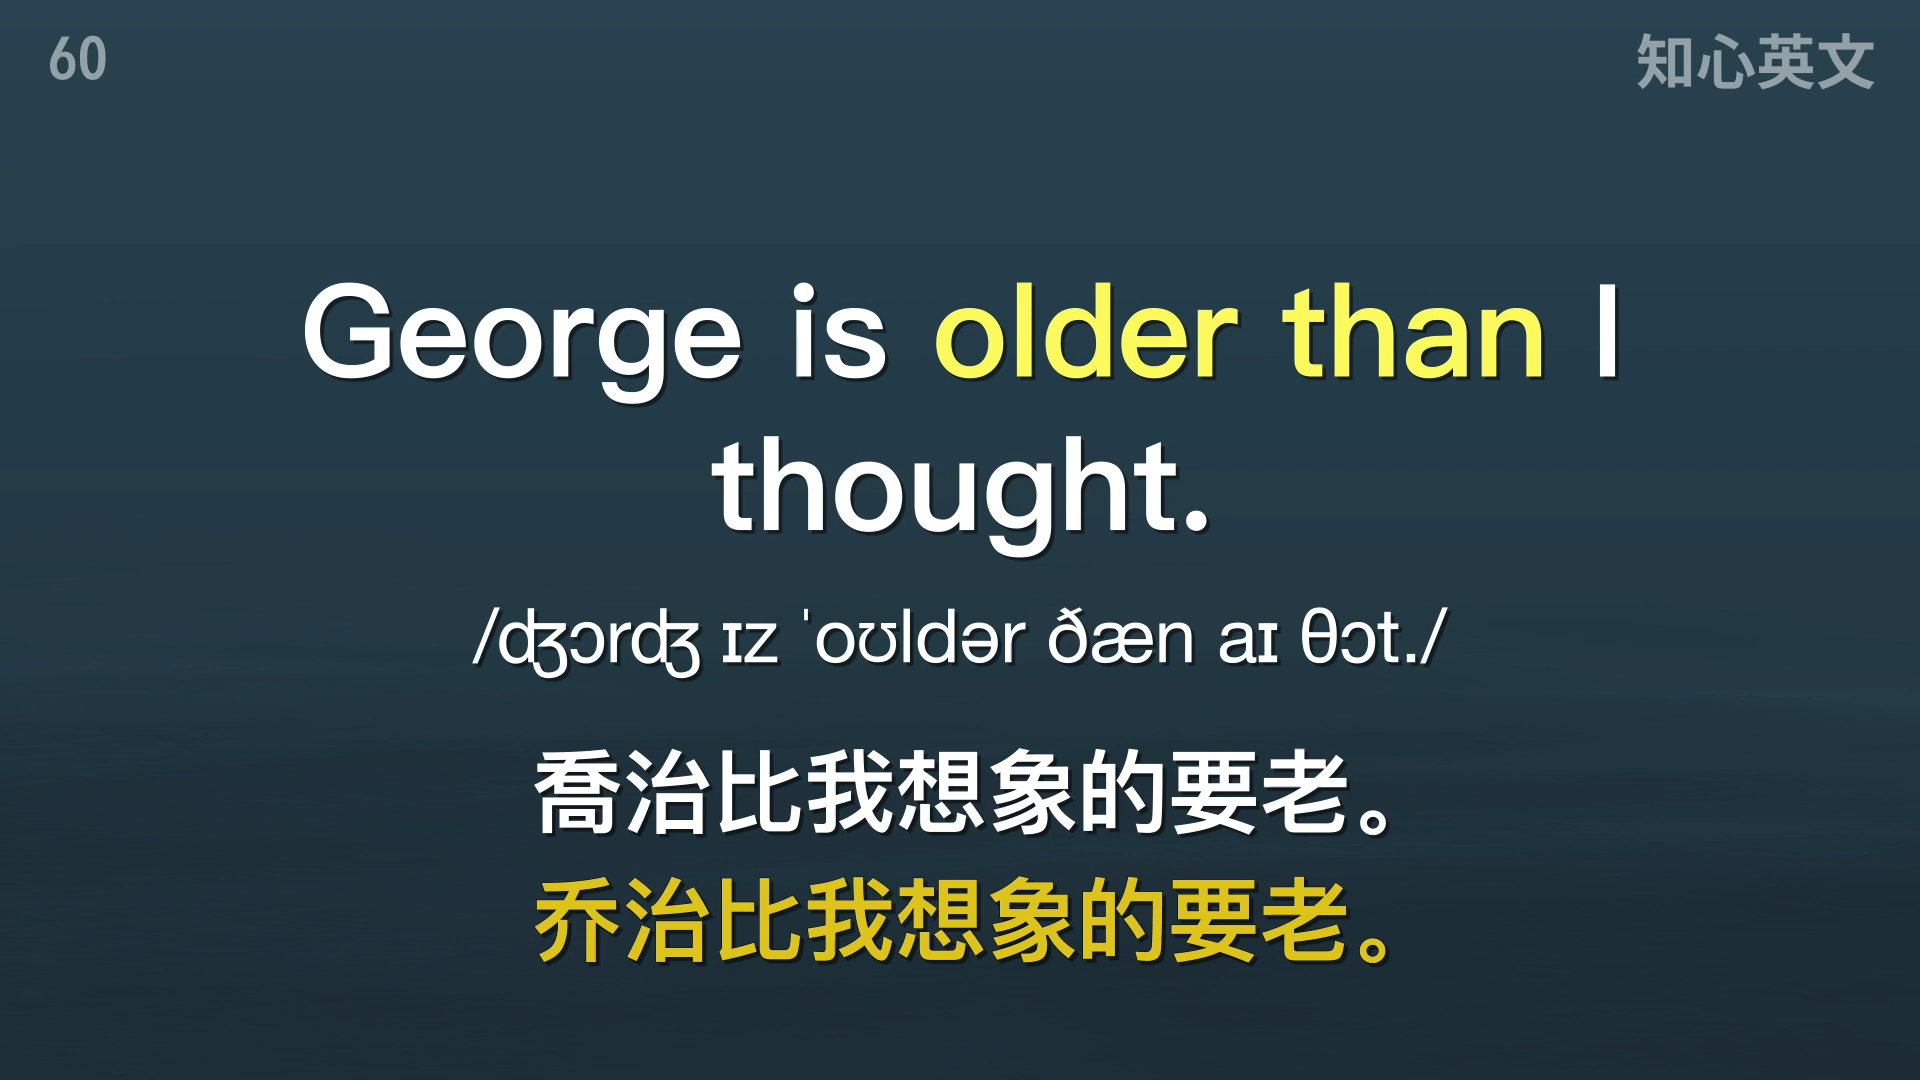 60
知心英文
George is older than I
thought.
/ʤɔrʤ ɪz ˈoʊldər ðæn aɪ θɔt./
喬治比我想象的要老。
乔治比我想象的要老。